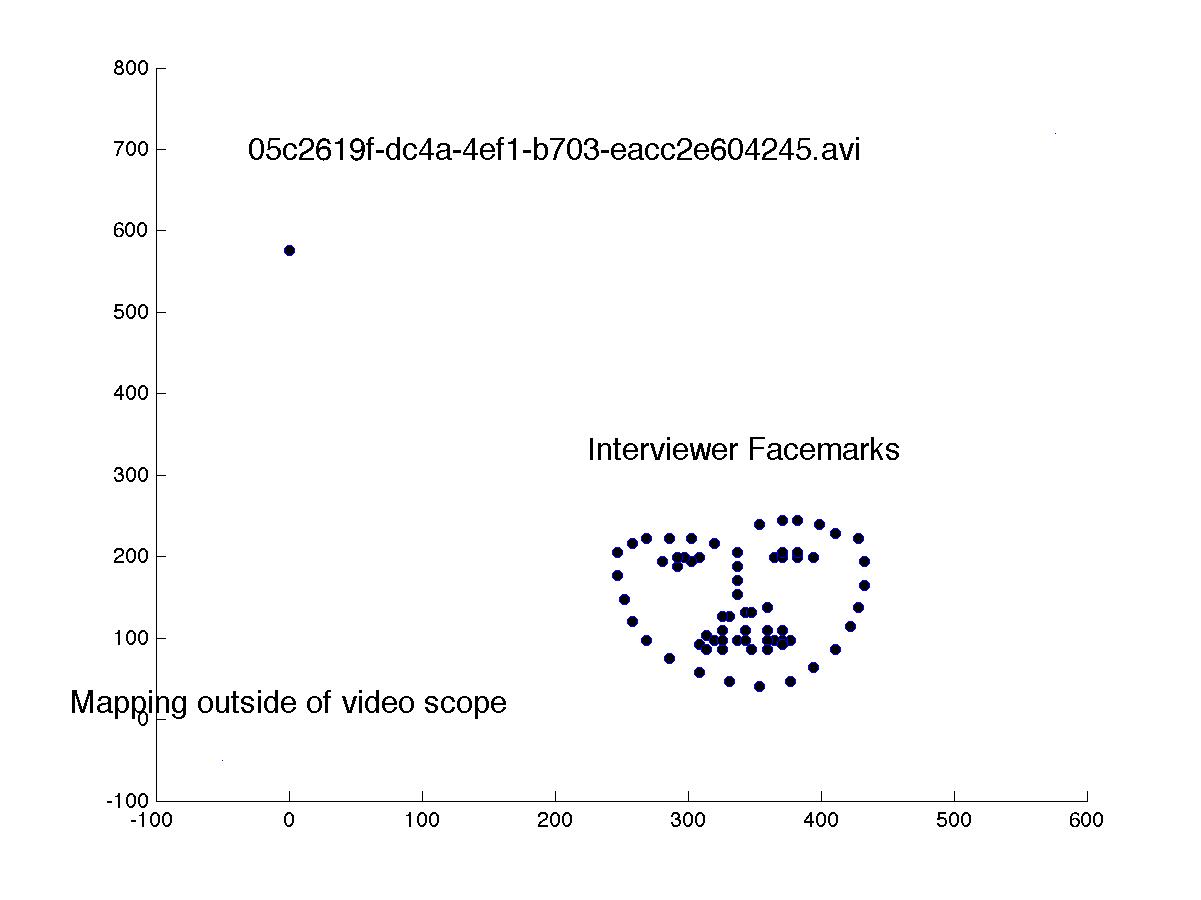 800
700
05c2619f-dc4a-4ef1-b703-eacc2e604245.avi
600
500
400
Interviewer Facemarks
300
200
100
Mapping outside of video scope
0
-100
-100 0 100 200 300 400 500 600